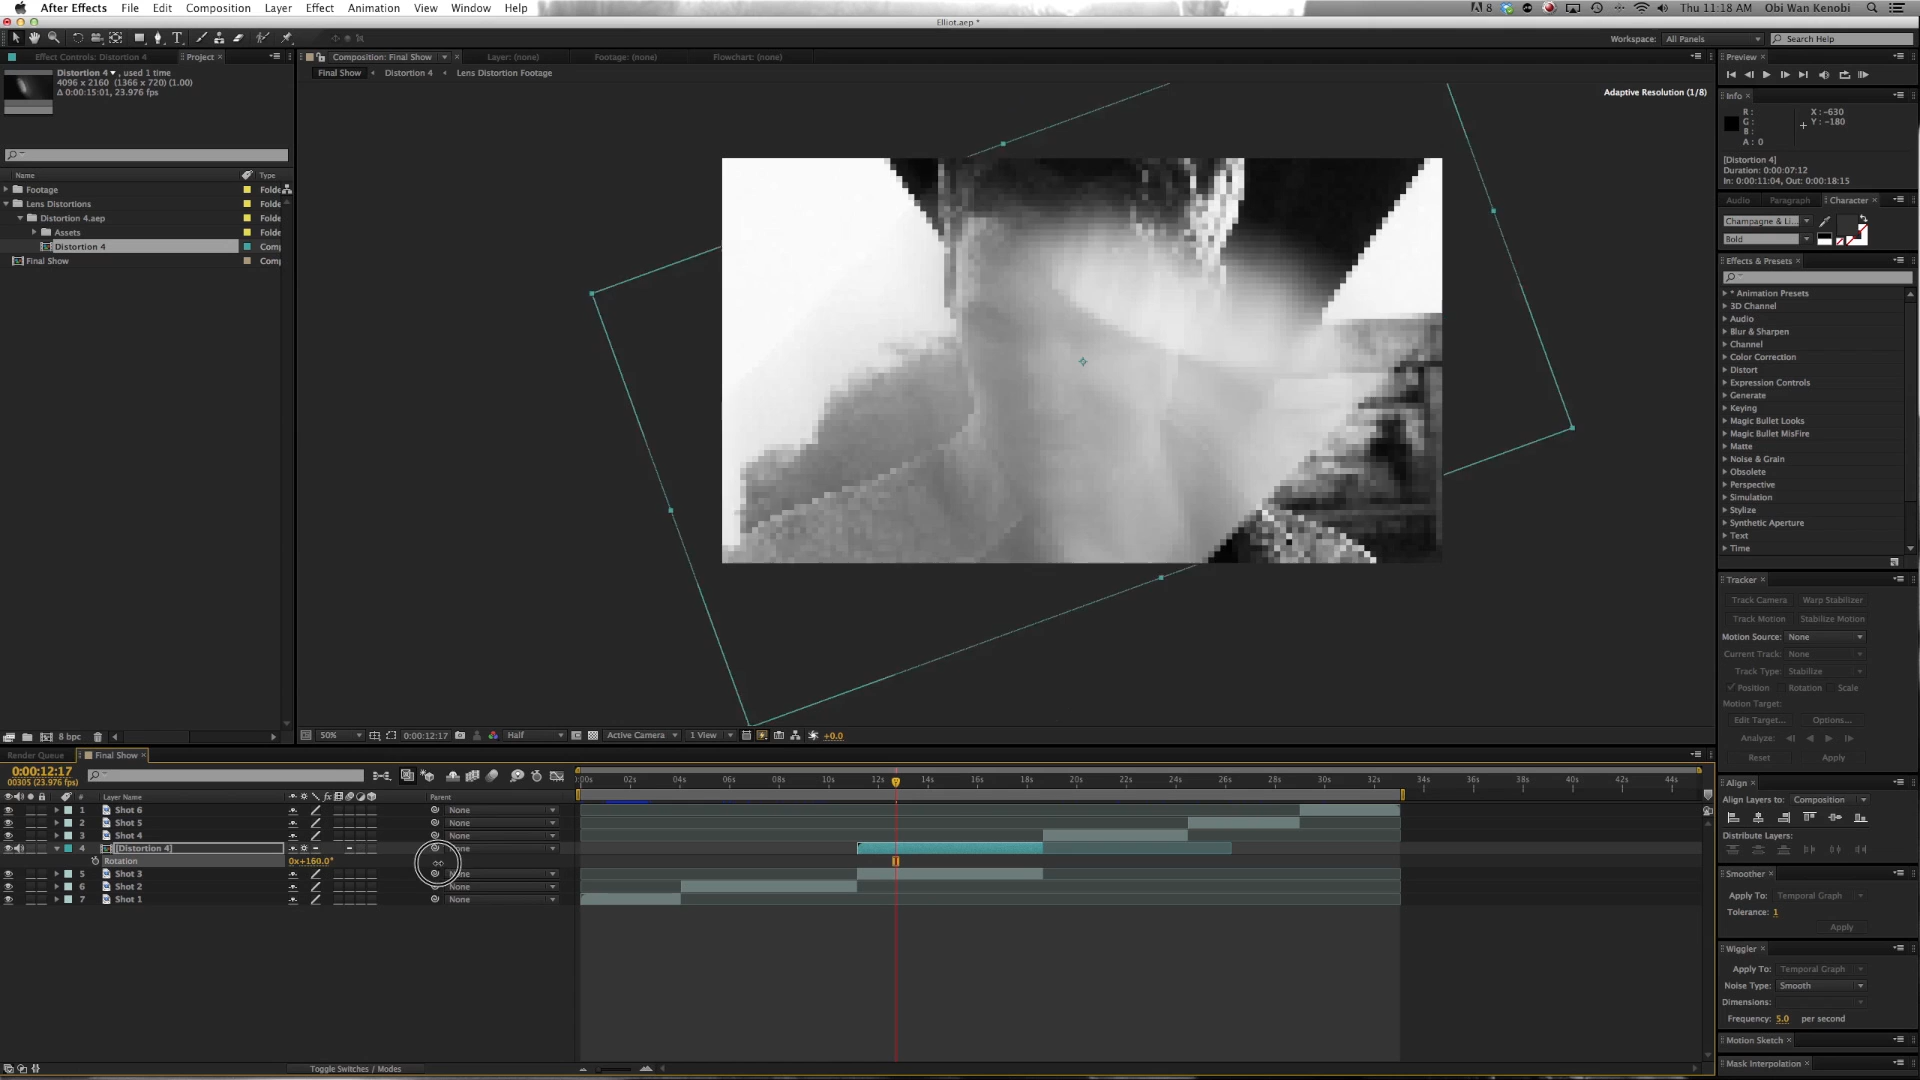 After Effects File Edit Composition Layer Effect Animation View Window Help
8 Thu 11:18 AM Obi Wan Kenobi
Elliot.aep *
Workspace: All Panels Search Help
Effect Controls: Distortion 4 Project
Composition: Final Show Layer: (none) Footage: (none) Flowchart: (none)
Final Show Distortion 4 Lens Distortion Footage
Distortion 4 , used 1 time
4096 x 2160 (1366 x 720) (1.00)
Δ 0:00:15:01, 23.976 fps
Name Type
Footage Folde
Lens Distortions Folde
Distortion 4.aep Folde
Assets Folde
Distortion 4 Comp
Final Show Comp
8 bpc
Adaptive Resolution (1/8)
50% 0:00:12:17 Half Active Camera 1 View +0.0
Preview
Info
R :
G :
B :
A : 0
X : -630
Y : -180
[Distortion 4]
Duration: 0:00:07:12
In: 0:00:11:04, Out: 0:00:18:15
Audio Paragraph Character
Champagne & Li...
Bold
Effects & Presets
* Animation Presets
3D Channel
Audio
Blur & Sharpen
Channel
Color Correction
Distort
Expression Controls
Generate
Keying
Magic Bullet Looks
Magic Bullet MisFire
Matte
Noise & Grain
Obsolete
Perspective
Simulation
Stylize
Synthetic Aperture
Text
Time
Tracker
Track Camera Warp Stabilizer
Track Motion Stabilize Motion
Motion Source: None
Current Track: None
Track Type: Stabilize
Position Rotation Scale
Motion Target:
Edit Target... Options...
Analyze:
Reset Apply
Align
Align Layers to: Composition
Distribute Layers:
Smoother
Apply To: Temporal Graph
Tolerance: 1
Apply
Wiggler
Apply To: Temporal Graph
Noise Type: Smooth
Dimensions:
Frequency: 5.0 per second
Motion Sketch
Mask Interpolation
Render Queue Final Show
0:00:12:17
00305 (23.976 fps)
:00s 02s 04s 06s 08s 10s 12s 14s 16s 18s 20s 22s 24s 26s 28s 30s 32s 34s 36s 38s 40s 42s 44s
# Layer Name Parent
1 Shot 6 None
2 Shot 5 None
3 Shot 4 None
4 [Distortion 4] None
Rotation 0x+160.0°
5 Shot 3 None
6 Shot 2 None
7 Shot 1 None
Toggle Switches / Modes